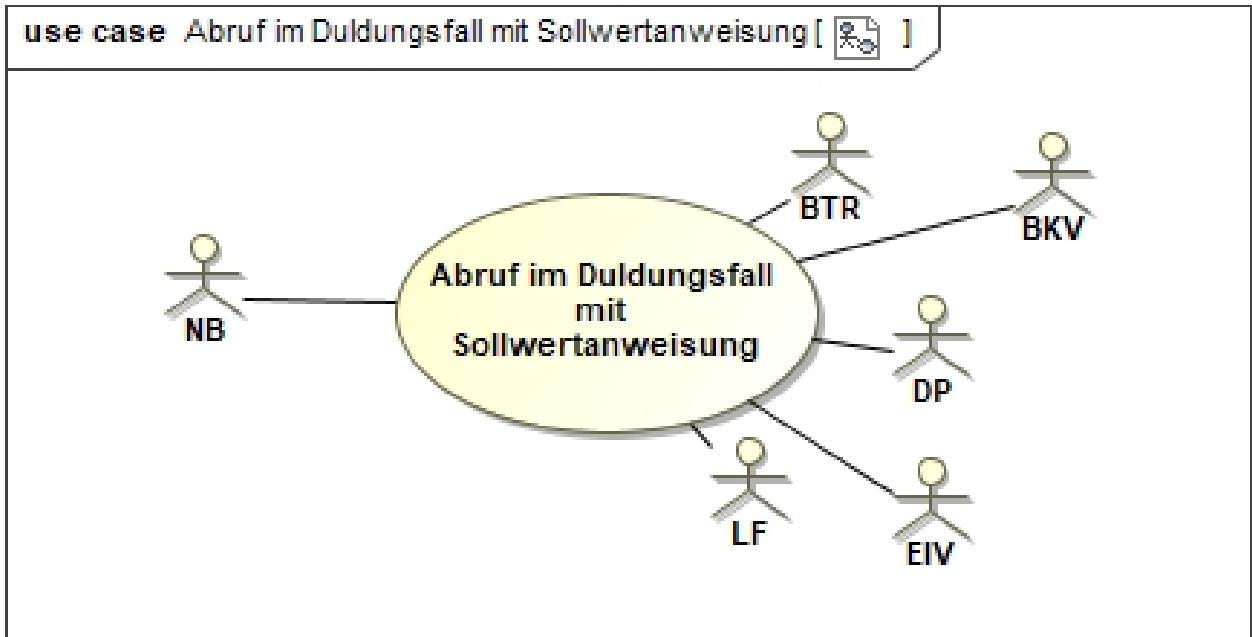 use case Abruf im Duldungsfall mit Sollwertanweisung [ ]
BTR
BKV
Abruf im Duldungsfall
mit
Sollwertanweisung
NB
DP
LF
EIV